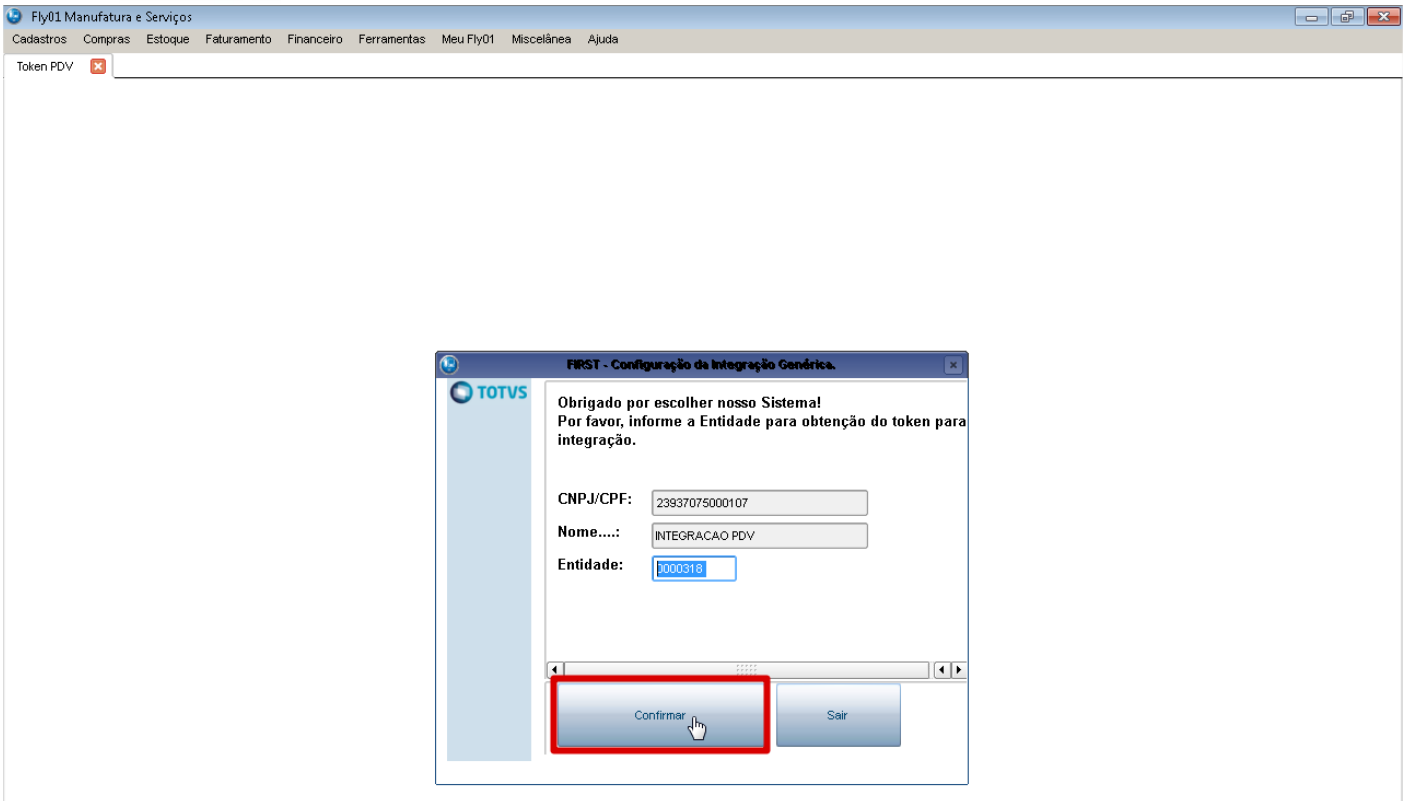 Fly01 Manufatura e Serviços
Cadastros Compras Estoque Faturamento Financeiro Ferramentas Meu Fly01 Miscelânea Ajuda
Token PDV
FIRST - Configuração da Integração Genérica.
TOTVS
Obrigado por escolher nosso Sistema!
Por favor, informe a Entidade para obtenção do token para
integração.
CNPJ/CPF: 23937075000107
Nome....: INTEGRACAO PDV
Entidade: 0000318
Confirmar Sair